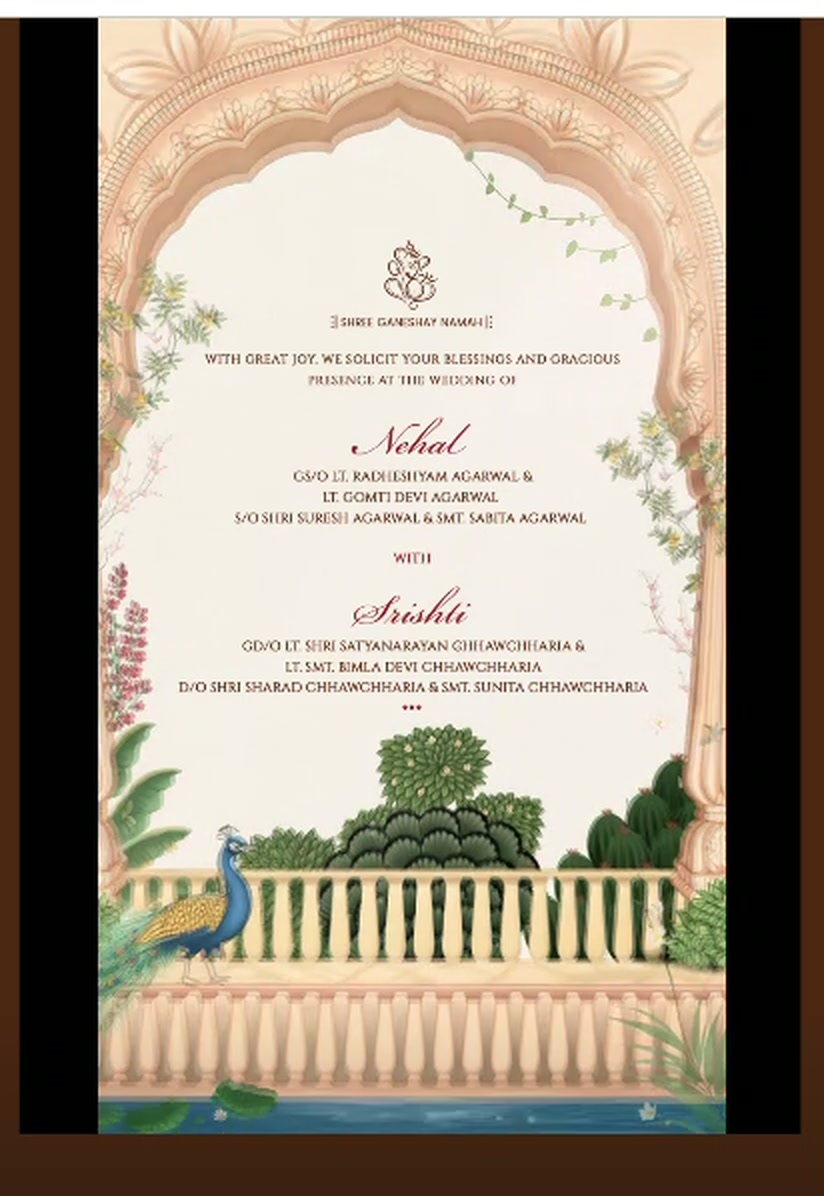 ||SHREE GANESHAY NAMAH||
WITH GREAT JOY, WE SOLICIT YOUR BLESSINGS AND GRACIOUS
PRESENCE AT THE WEDDING OF
Nehal
GS/O LT. RADHESHYAM AGARWAL &
LT. GOMTI DEVI AGARWAL
S/O SHRI SURESH AGARWAL & SMT. SABITA AGARWAL
WITH
Srishti
GD/O LT. SHRI SATYANARAYAN CHHAWCHHARIA &
LT. SMT. BIMLA DEVI CHHAWCHHARIA
D/O SHRI SHARAD CHHAWCHHARIA & SMT. SUNITA CHHAWCHHARIA